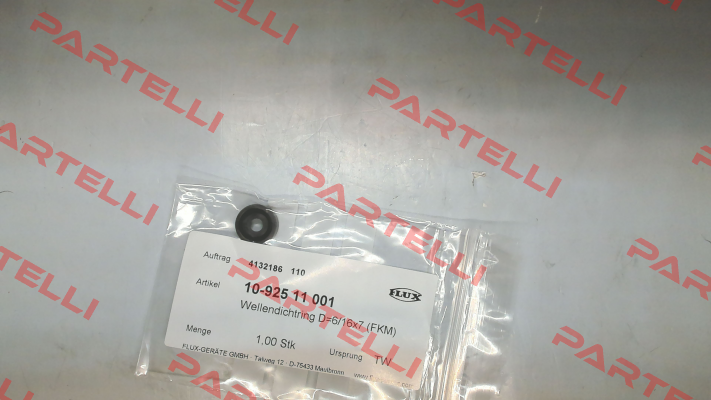 PARTELLI
PARTELLI
PARTELLI
PARTELLI
PARTELLI
PARTELLI
Auftrag 4132186 110
Artikel 10-925 11 001
FLUX
Wellendichtring D=6/16x7 (FKM)
Menge 1,00 Stk Ursprung TW
FLUX-GERÄTE GMBH Talweg 12 D-75433 Maulbronn